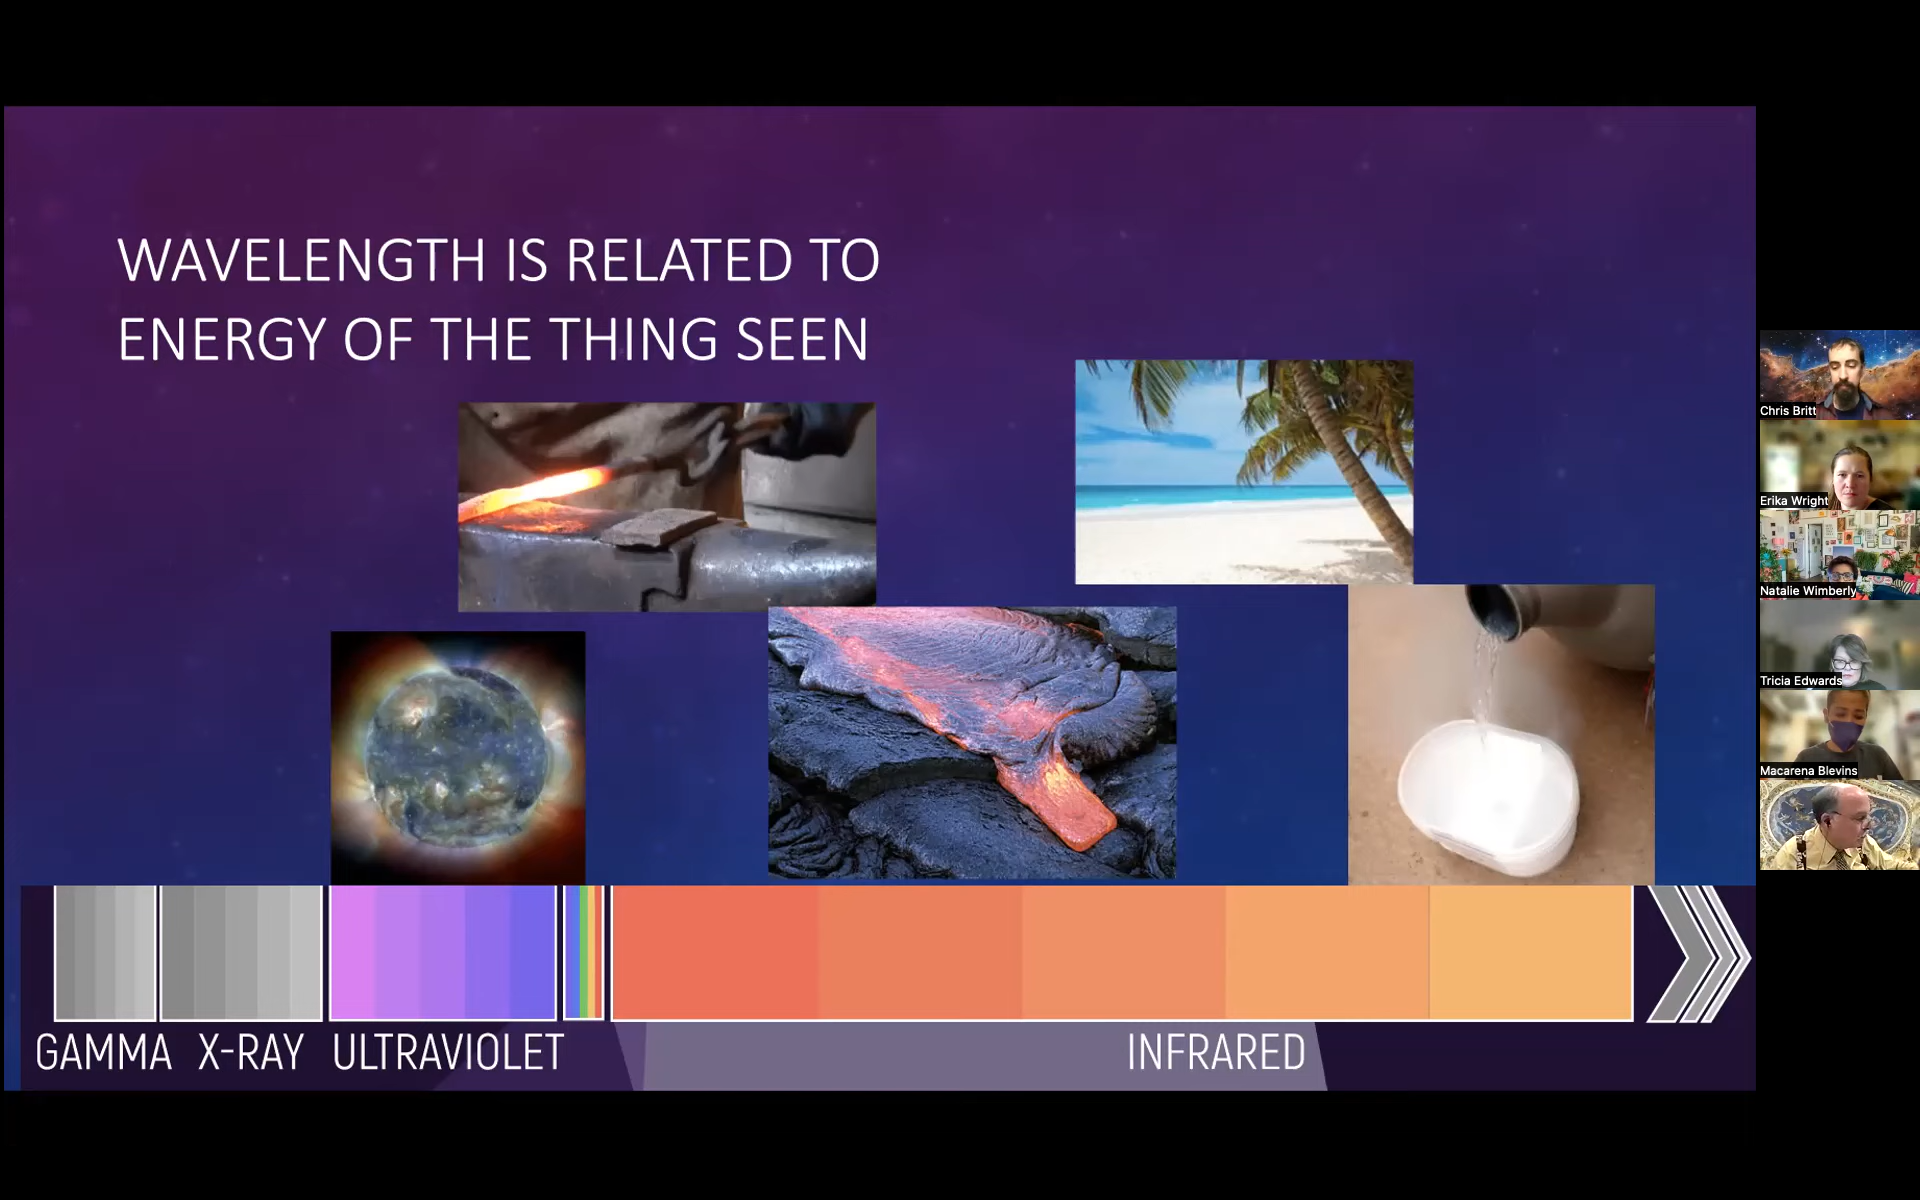 WAVELENGTH IS RELATED TO
ENERGY OF THE THING SEEN
GAMMA X-RAY ULTRAVIOLET INFRARED
Chris Britt
Erika Wright
Natalie Wimberly
Tricia Edwards
Macarena Blevins